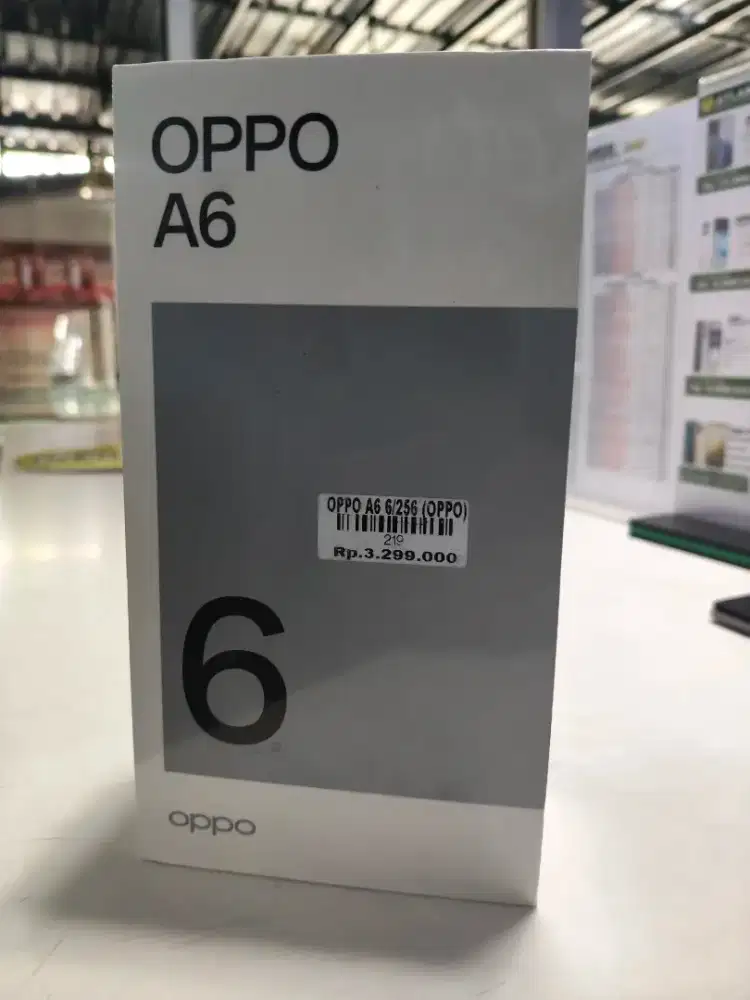 OPPO
A6
OPPO A6 6/256 (OPPO)
219
Rp.3.299.000
6
oppo